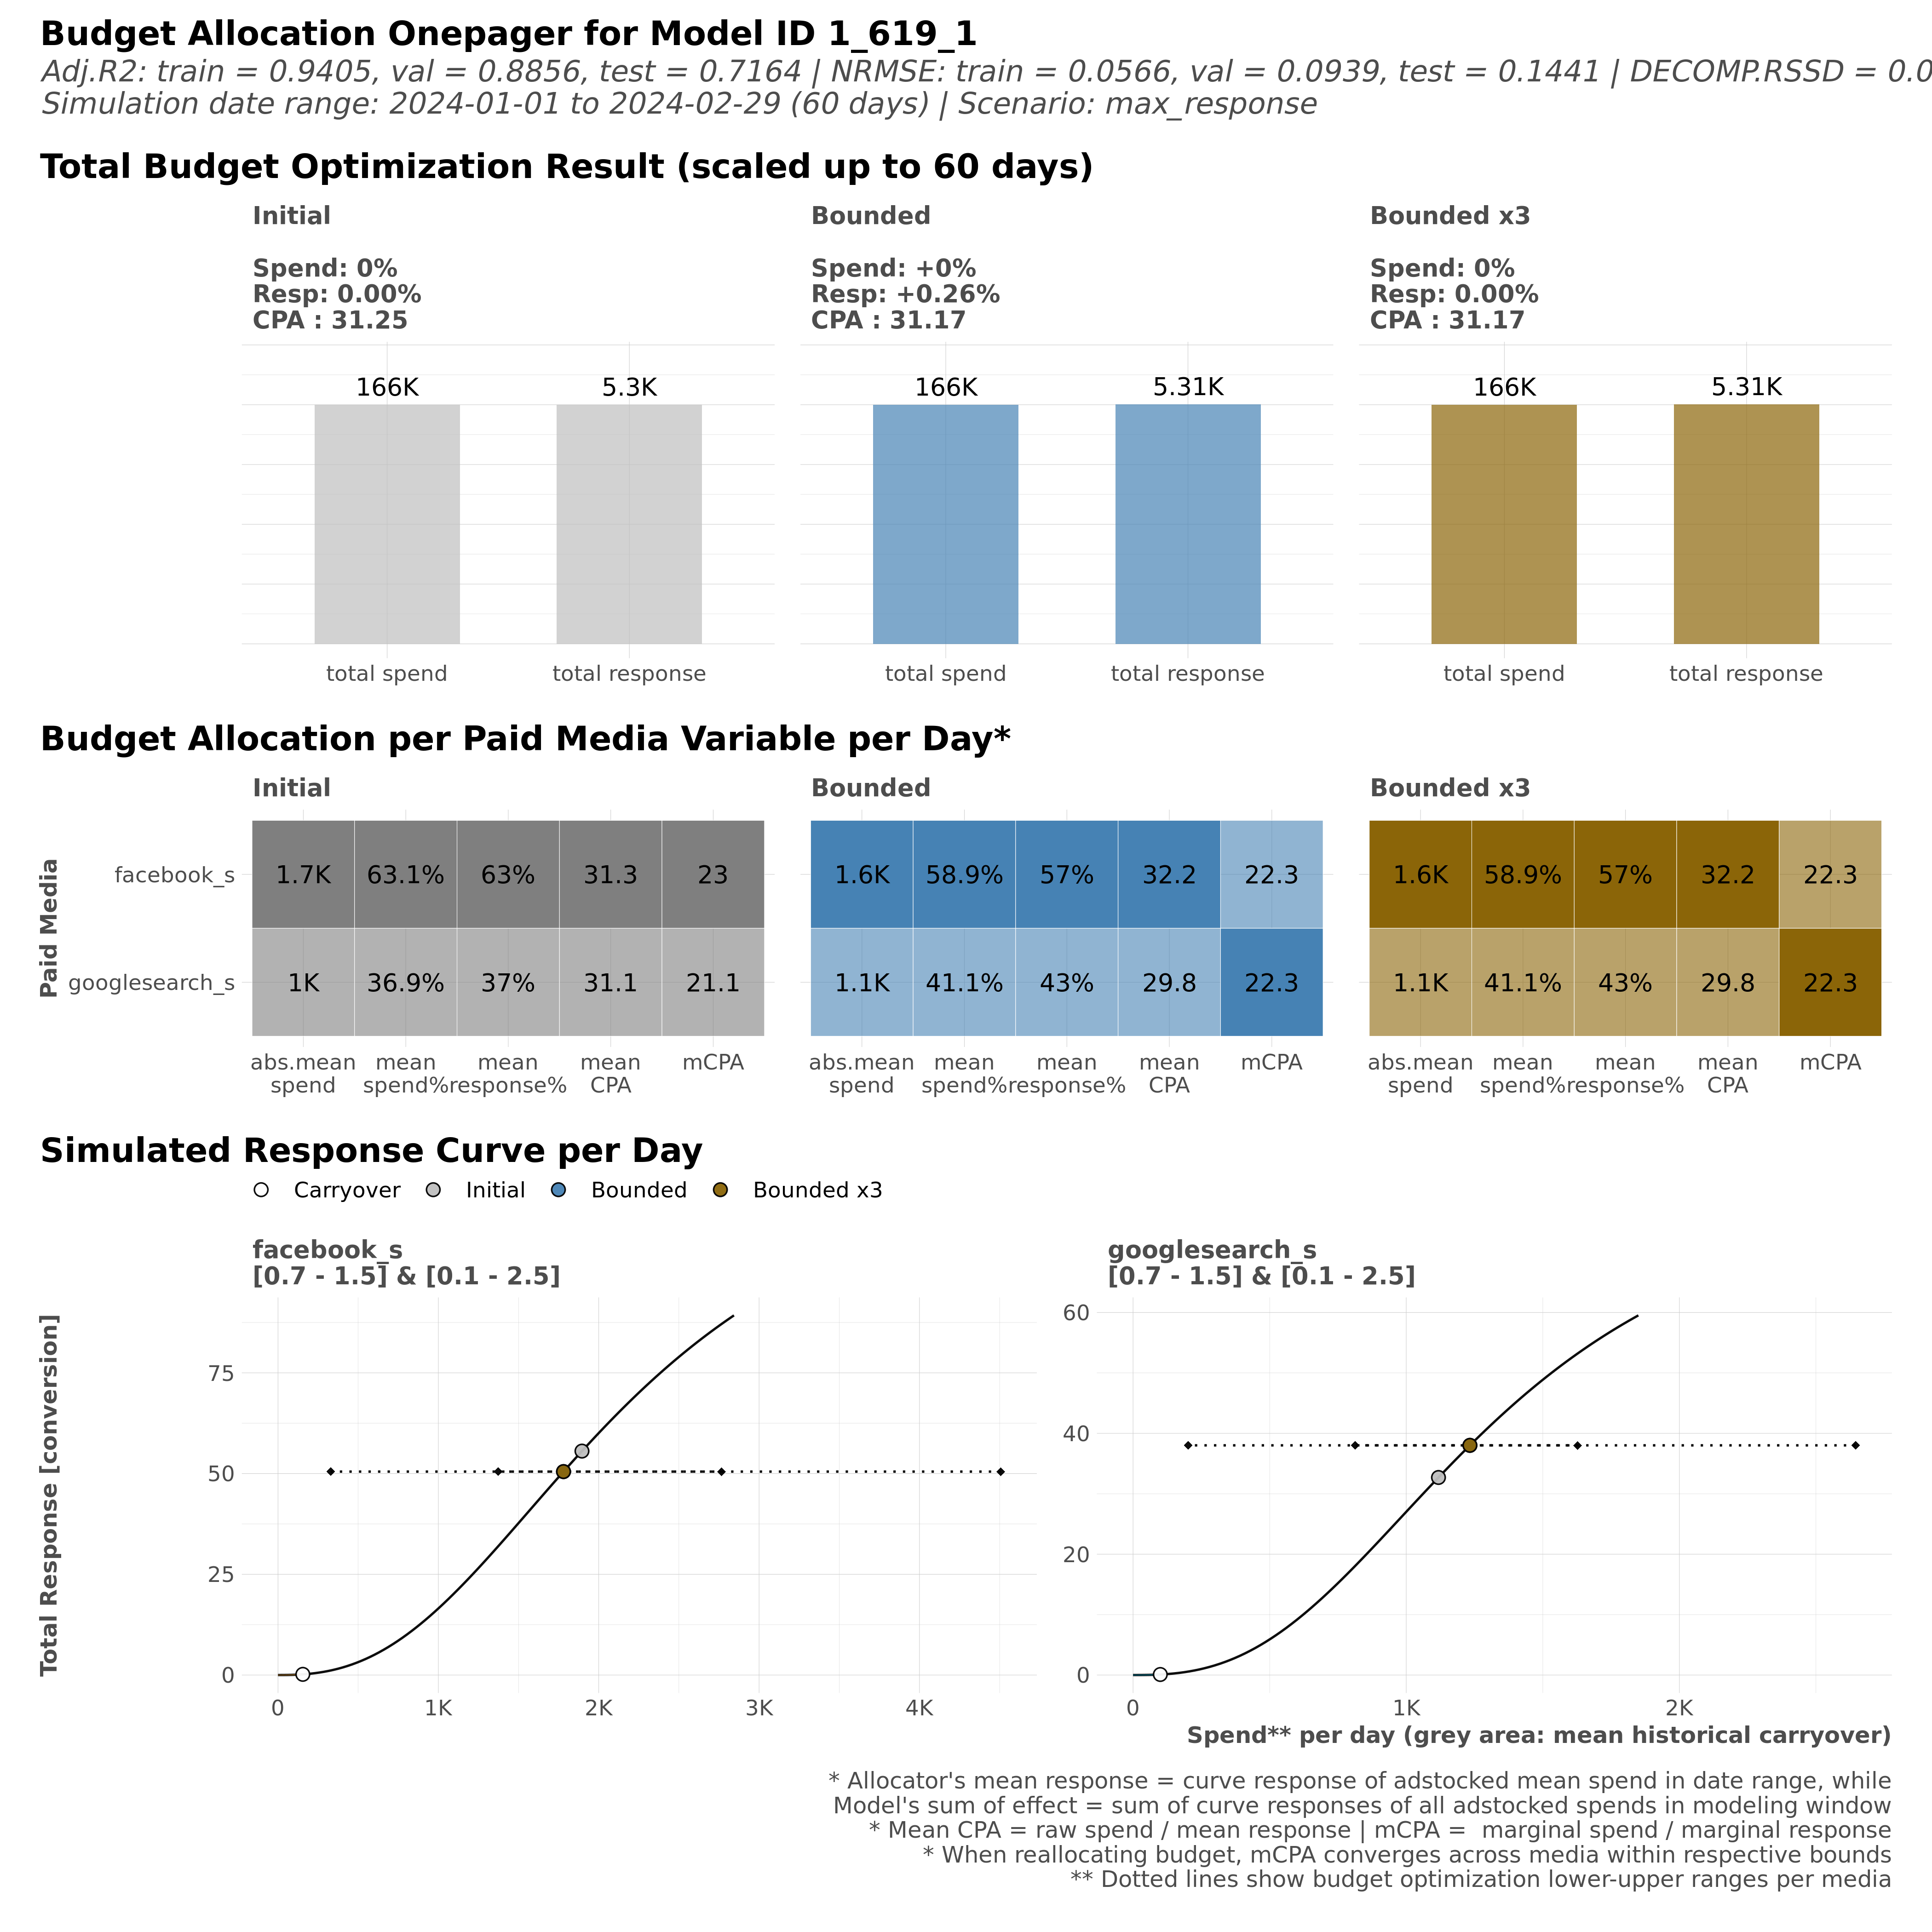 Budget Allocation Onepager for Model ID 1_619_1
Adj.R2: train = 0.9405, val = 0.8856, test = 0.7164 | NRMSE: train = 0.0566, val = 0.0939, test = 0.1441 | DECOMP.RSSD = 0.0
Simulation date range: 2024-01-01 to 2024-02-29 (60 days) | Scenario: max_response
Total Budget Optimization Result (scaled up to 60 days)
Initial
Spend: 0%
Resp: 0.00%
CPA : 31.25
166K
5.3K
total spend
total response
Bounded
Spend: +0%
Resp: +0.26%
CPA : 31.17
166K
5.31K
total spend
total response
Bounded x3
Spend: 0%
Resp: 0.00%
CPA : 31.17
166K
5.31K
total spend
total response
Budget Allocation per Paid Media Variable per Day*
Paid Media
Initial
Bounded
Bounded x3
facebook_s 1.7K 63.1% 63% 31.3 23 1.6K 58.9% 57% 32.2 22.3 1.6K 58.9% 57% 32.2 22.3
googlesearch_s 1K 36.9% 37% 31.1 21.1 1.1K 41.1% 43% 29.8 22.3 1.1K 41.1% 43% 29.8 22.3
abs.mean mean mean mean mCPA abs.mean mean mean mean mCPA abs.mean mean mean mean mCPA
spend spend% response% CPA spend spend% response% CPA spend spend% response% CPA
Simulated Response Curve per Day
Carryover Initial Bounded Bounded x3
Total Response [conversion]
facebook_s
[0.7 - 1.5] & [0.1 - 2.5]
75
50
25
0
0 1K 2K 3K 4K
googlesearch_s
[0.7 - 1.5] & [0.1 - 2.5]
60
40
20
0
0 1K 2K
Spend** per day (grey area: mean historical carryover)
* Allocator's mean response = curve response of adstocked mean spend in date range, while
Model's sum of effect = sum of curve responses of all adstocked spends in modeling window
* Mean CPA = raw spend / mean response | mCPA =  marginal spend / marginal response
* When reallocating budget, mCPA converges across media within respective bounds
** Dotted lines show budget optimization lower-upper ranges per media